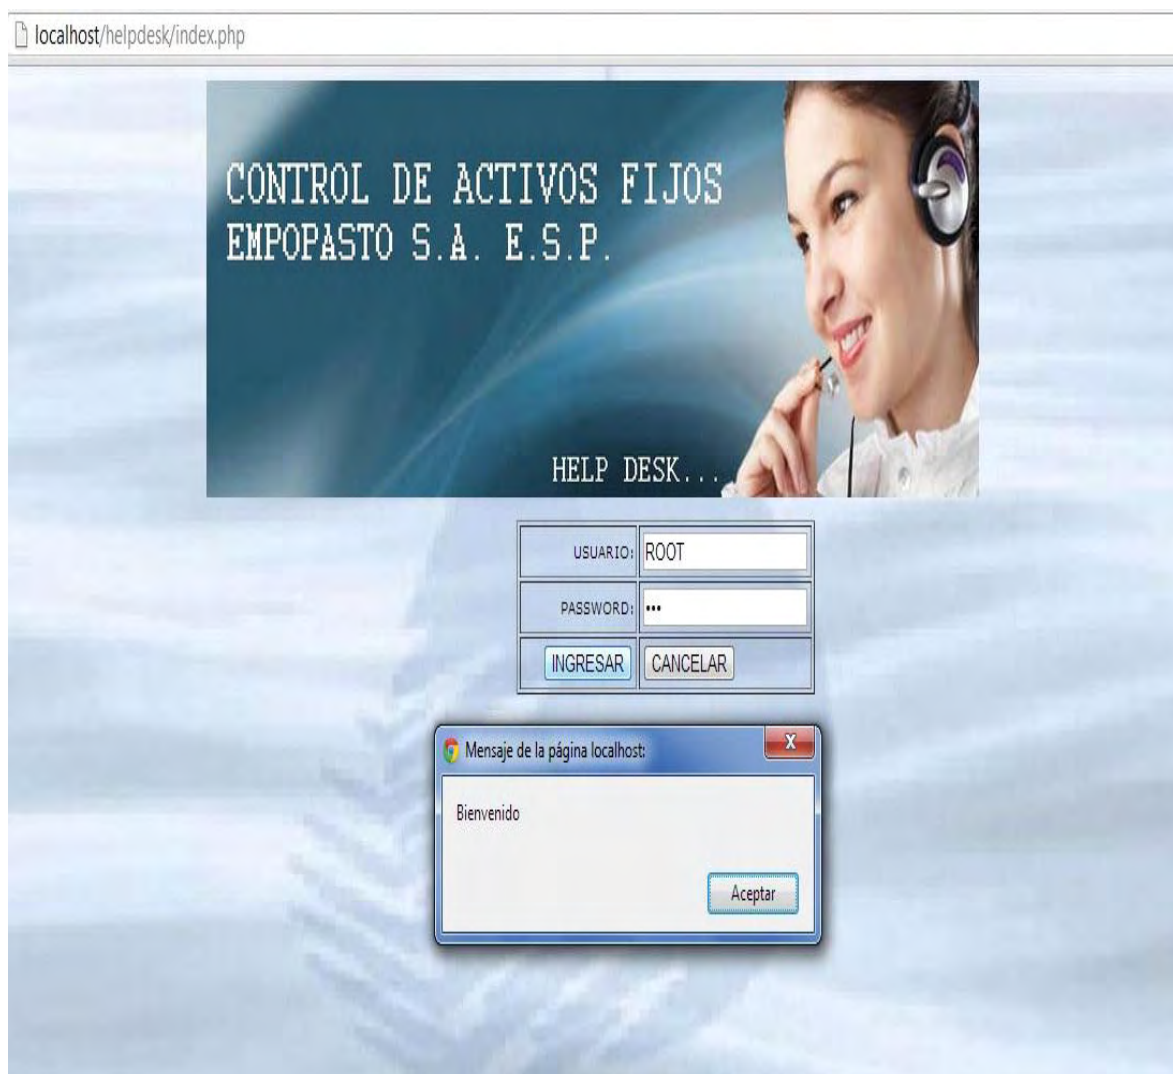 localhost/helpdesk/index.php
CONTROL DE ACTIVOS FIJOS
EMPOPASTO S.A. E.S.P.
HELP DESK...
USUARIO: ROOT
PASSWORD: •••
INGRESAR CANCELAR
Mensaje de la página localhost: X
Bienvenido
Aceptar